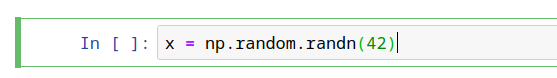 In [ ]: x = np.random.randn(42)